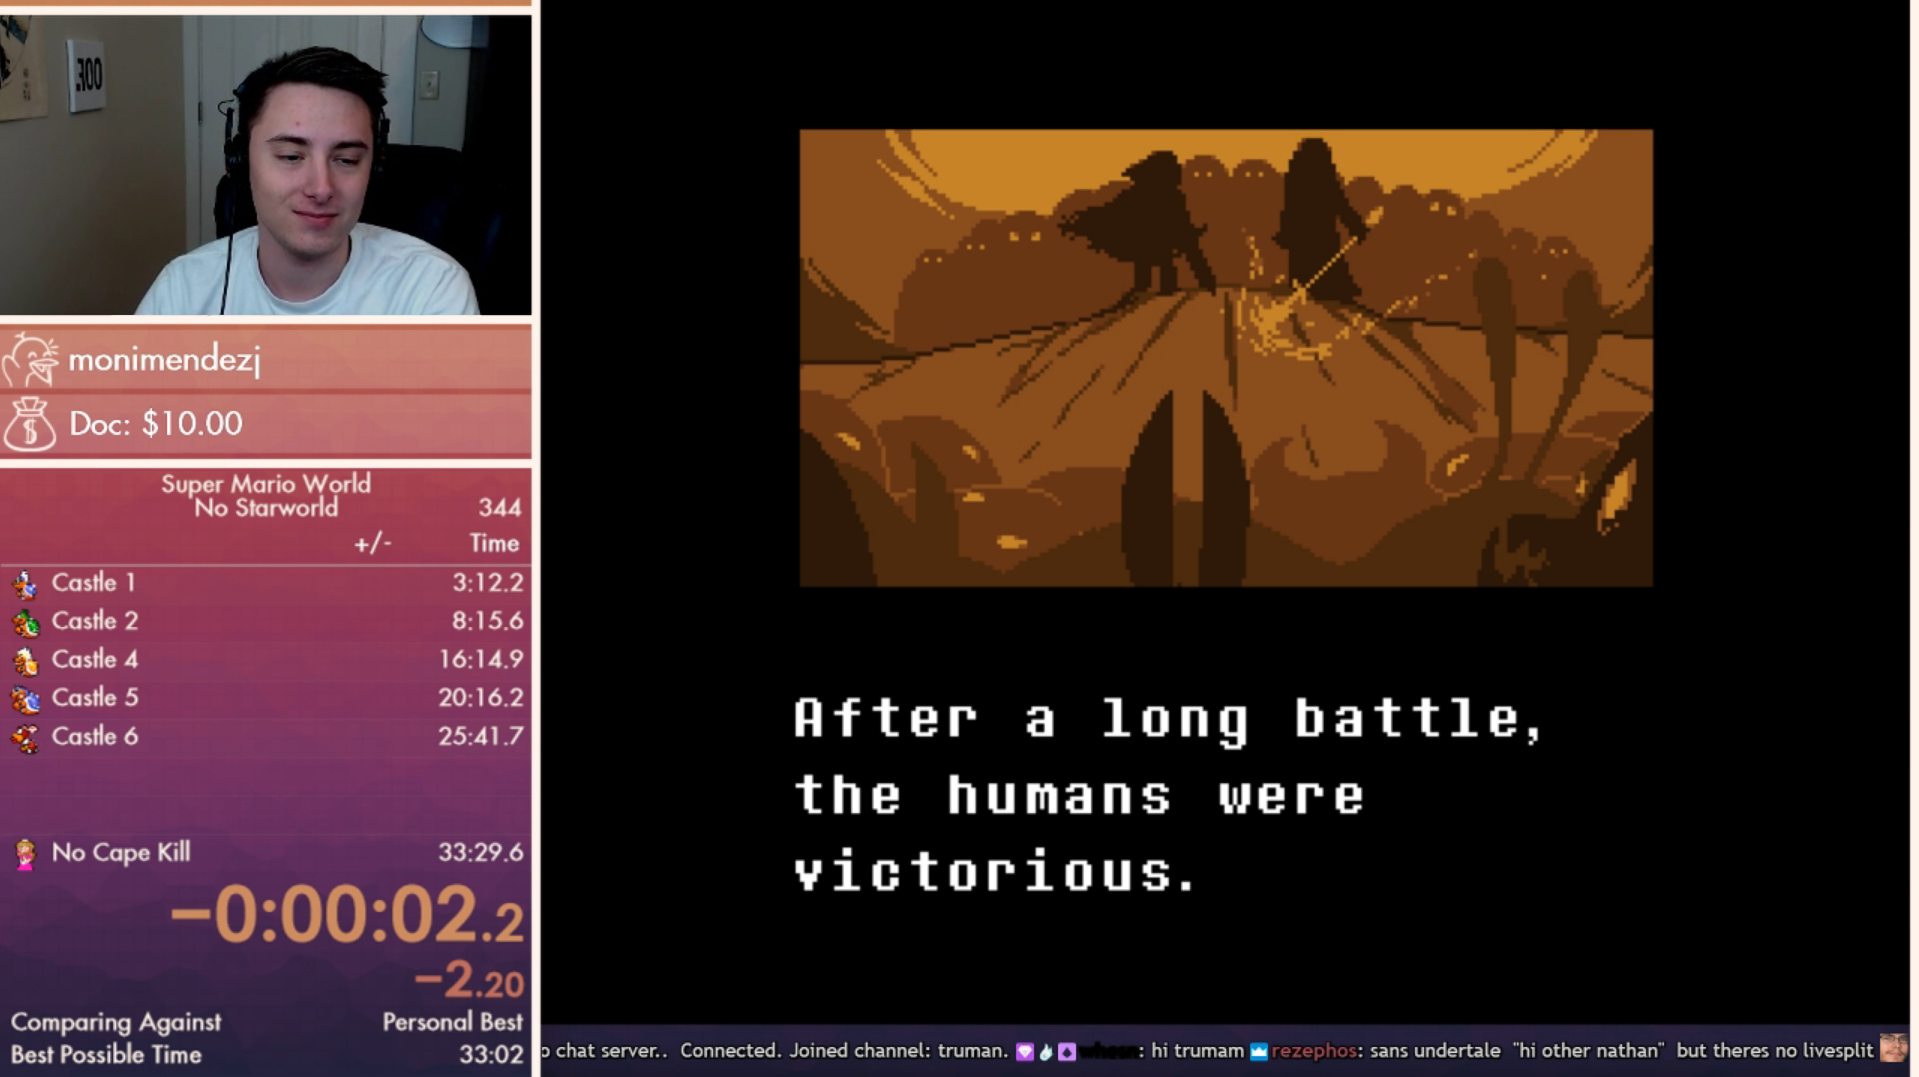 monimendezj
Doc: $10.00
Super Mario World
No Starworld 344
+/- Time
Castle 1 3:12.2
Castle 2 8:15.6
Castle 4 16:14.9
Castle 5 20:16.2
Castle 6 25:41.7
No Cape Kill 33:29.6
−0:00:02.2
−2.20
Comparing Against Personal Best
Best Possible Time 33:02
After a long battle,
the humans were
victorious.
o chat server.. Connected. Joined channel: truman. : hi trumam rezephos: sans undertale "hi other nathan" but theres no livesplit